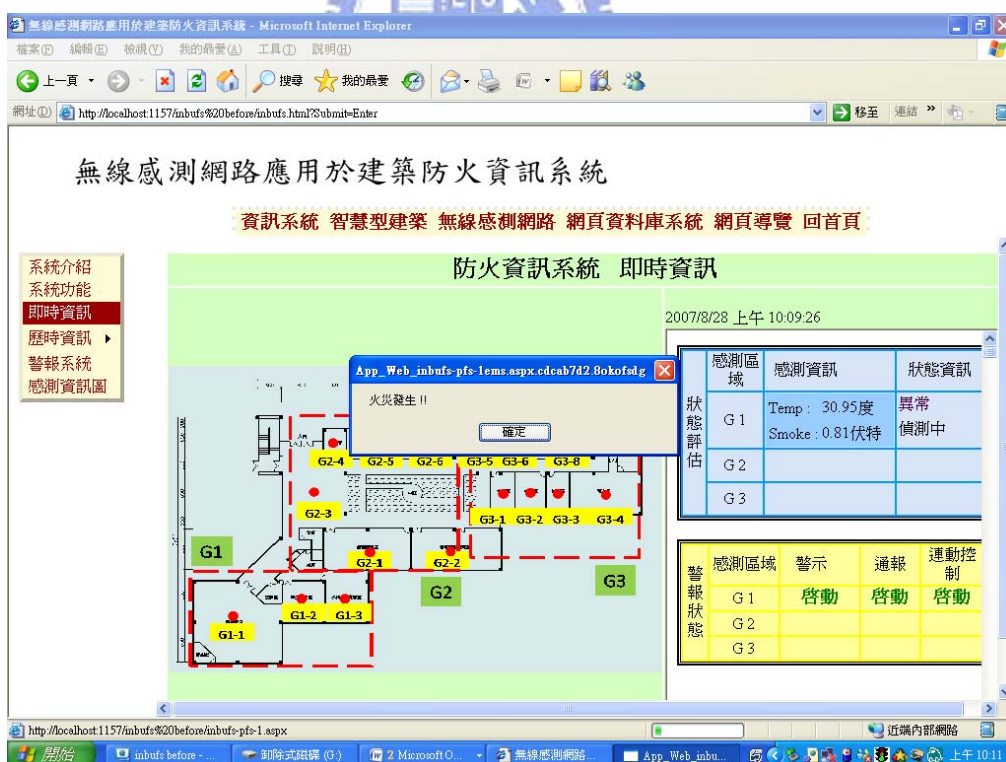 無線感測網路應用於建築防火資訊系統 - Microsoft Internet Explorer
檔案(F) 編輯(E) 檢視(V) 我的最愛(A) 工具(T) 說明(H)
上一頁 搜尋 我的最愛
網址(D) http://localhost:1157/inbufs%20before/inbufs.html?Submit=Enter 移至 連結 »
無線感測網路應用於建築防火資訊系統
資訊系統 智慧型建築 無線感測網路 網頁資料庫系統 網頁導覽 回首頁
系統介紹
系統功能
即時資訊
歷時資訊
警報系統
感測資訊圖
防火資訊系統 即時資訊
2007/8/28 上午 10:09:26
App_Web_inbufs-pfs-1ems.aspx.cdcab7d2.8okofsdg
火災發生 !!
確定
G2-4 G2-5 G2-6 G3-5 G3-6 G3-8
G2-3
G3-1 G3-2 G3-3 G3-4
G1
G2-1 G2-2
G2
G3
G1-2 G1-3
G1-1
狀態評估
感測區域 感測資訊 狀態資訊
G 1 Temp : 30.95度 異常
Smoke : 0.81伏特 偵測中
G 2
G 3
警報狀態
感測區域 警示 通報 連動控制
G 1 啓動 啓動 啓動
G 2
G 3
http://localhost:1157/inbufs%20before/inbufs-pfs-1.aspx 近端內部網路
開始 inbufs before - ... 卸除式磁碟 (G:) 2 Microsoft O... 無線感測網路... App_Web_inbu... 上午 10:11